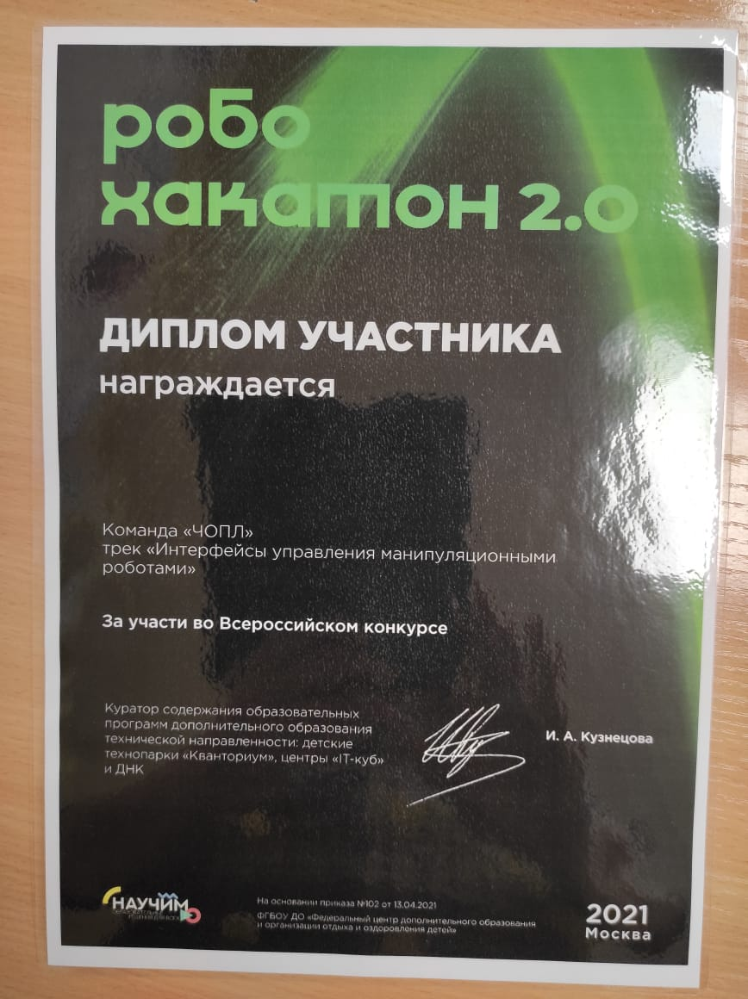 робо
хакатон 2.0
ДИПЛОМ УЧАСТНИКА
награждается
Команда «ЧОПЛ»
трек «Интерфейсы управления манипуляционными
роботами»
За участи во Всероссийском конкурсе
Куратор содержания образовательных
программ дополнительного образования
технической направленности: детские
технопарки «Кванториум», центры «IT-куб»
и ДНК
И. А. Кузнецова
НАУЧИМ
На основании приказа №102 от 13.04.2021
ФГБОУ ДО «Федеральный центр дополнительного образования
и организации отдыха и оздоровления детей»
2021
Москва